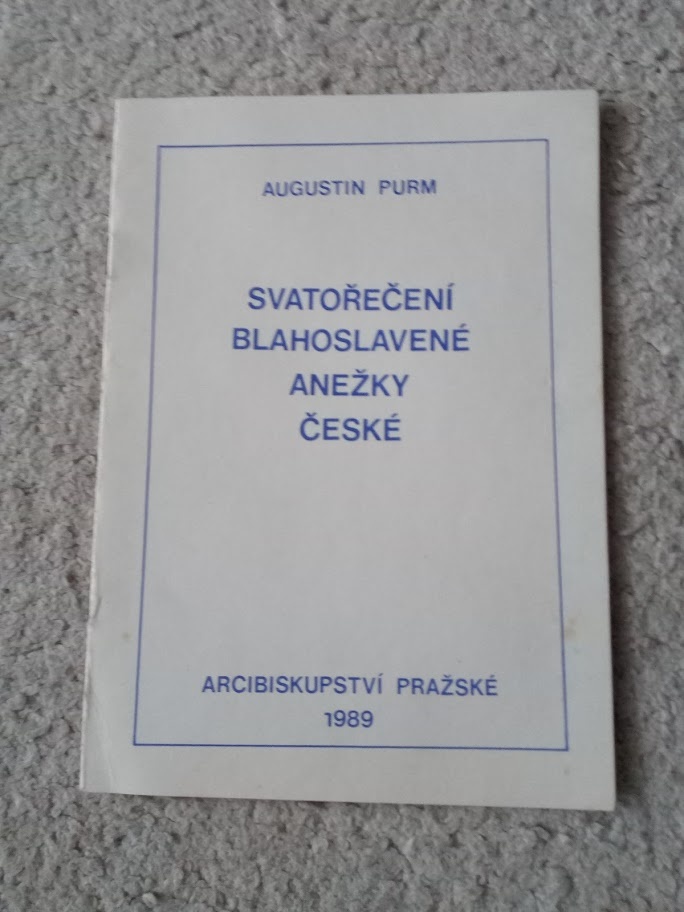 AUGUSTIN PURM
SVATOŘEČENÍ
BLAHOSLAVENÉ
ANEŽKY
ČESKÉ
ARCIBISKUPSTVÍ PRAŽSKÉ
1989